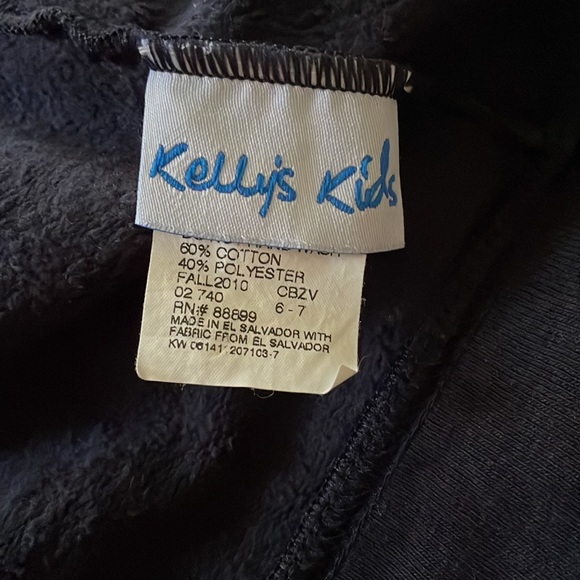 Kelly's Kids
60% COTTON
40% POLYESTER
FALL2010 CBZV
02 740 6 - 7
RN# 88899
MADE IN EL SALVADOR WITH
FABRIC FROM EL SALVADOR
KW 06141 207103-7